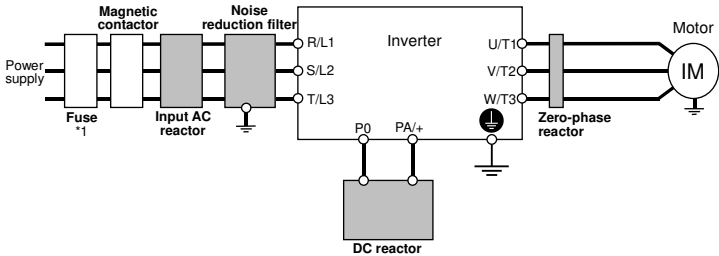 Magnetic
contactor
Noise
reduction filter
Motor
Power
supply
R/L1
S/L2
T/L3
Inverter
U/T1
V/T2
W/T3
IM
Fuse
*1
Input AC
reactor
P0
PA/+
Zero-phase
reactor
DC reactor